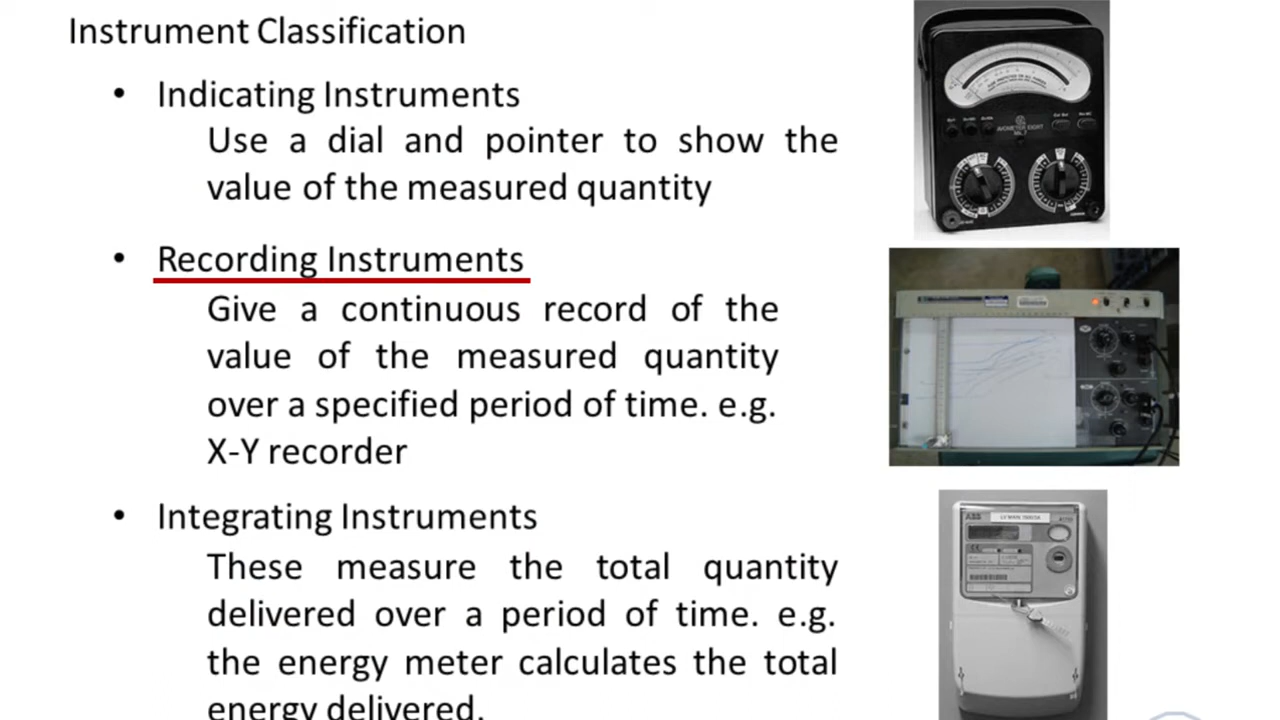 Instrument Classification
• Indicating Instruments
Use a dial and pointer to show the
value of the measured quantity
• Recording Instruments
Give a continuous record of the
value of the measured quantity
over a specified period of time. e.g.
X-Y recorder
• Integrating Instruments
These measure the total quantity
delivered over a period of time. e.g.
the energy meter calculates the total
energy delivered.
ABB